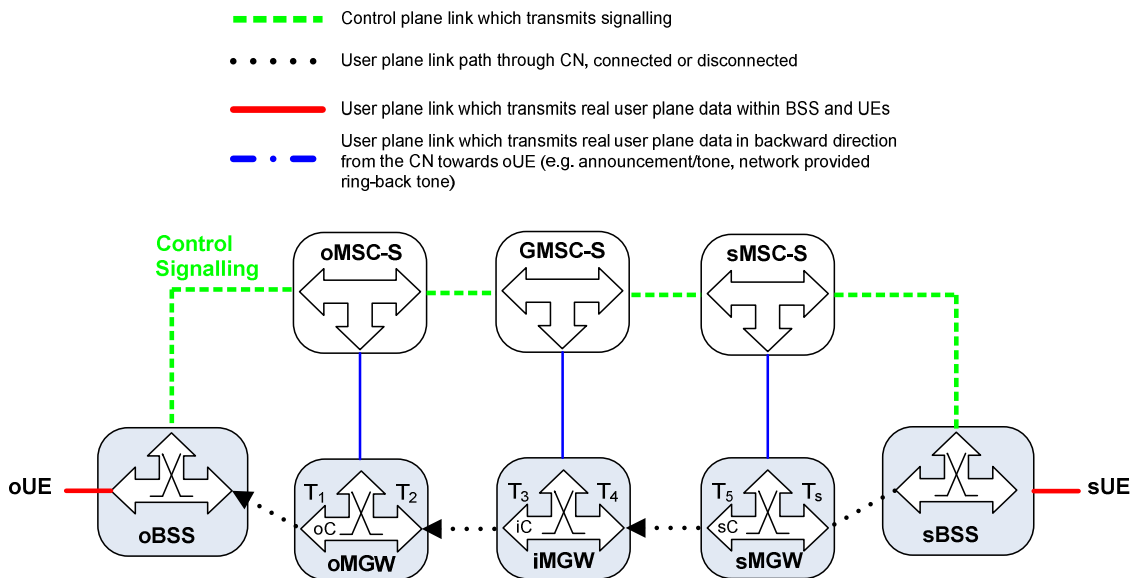 Control plane link which transmits signalling
User plane link path through CN, connected or disconnected
User plane link which transmits real user plane data within BSS and UEs
User plane link which transmits real user plane data in backward direction
from the CN towards oUE (e.g. announcement/tone, network provided
ring-back tone)
Control
Signalling
oMSC-S
GMSC-S
sMSC-S
oUE
oBSS
T1
T2
oC
oMGW
T3
T4
iC
iMGW
T5
Ts
sC
sMGW
sBSS
sUE